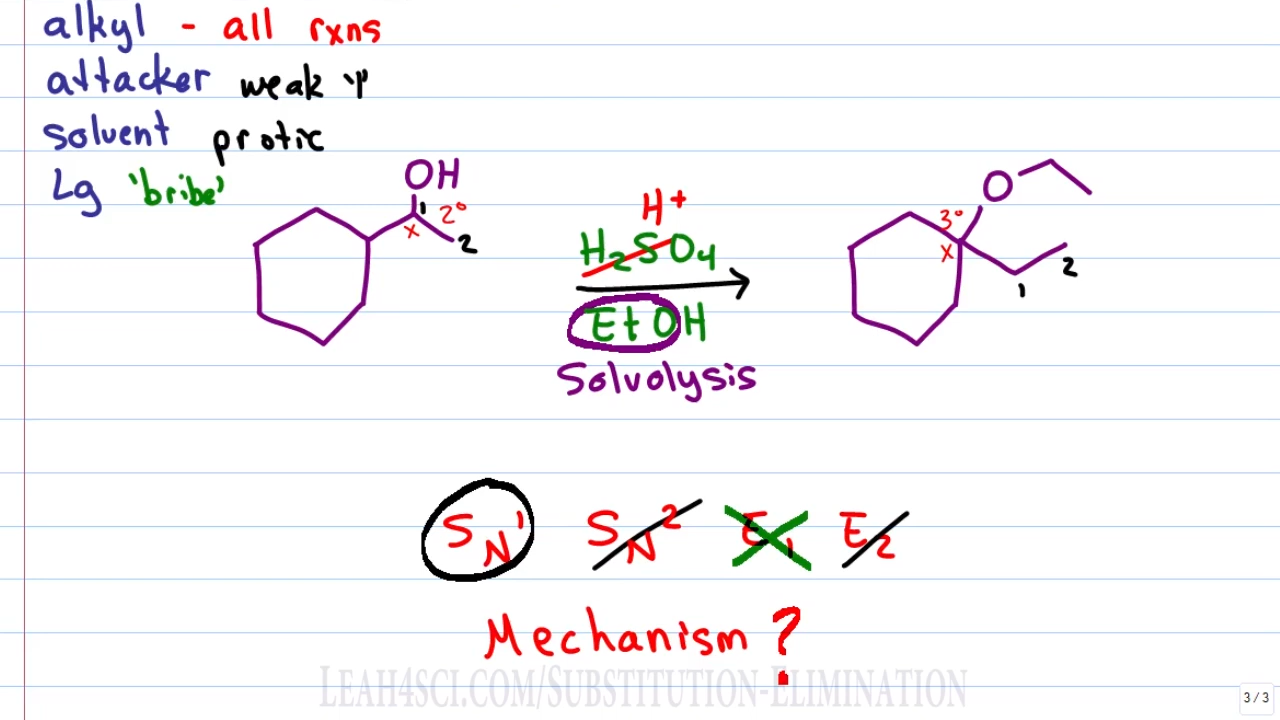 alkyl - all rxns
attacker weak
solvent protic
Lg 'bribe'
OH
1
2°
x
2
H+
H2SO4
EtOH
Solvolysis
O
3°
x
1
2
SN1 SN2 E1 E2
Mechanism ?
LEAH4SCI.COM/SUBSTITUTION-ELIMINATION
3/3